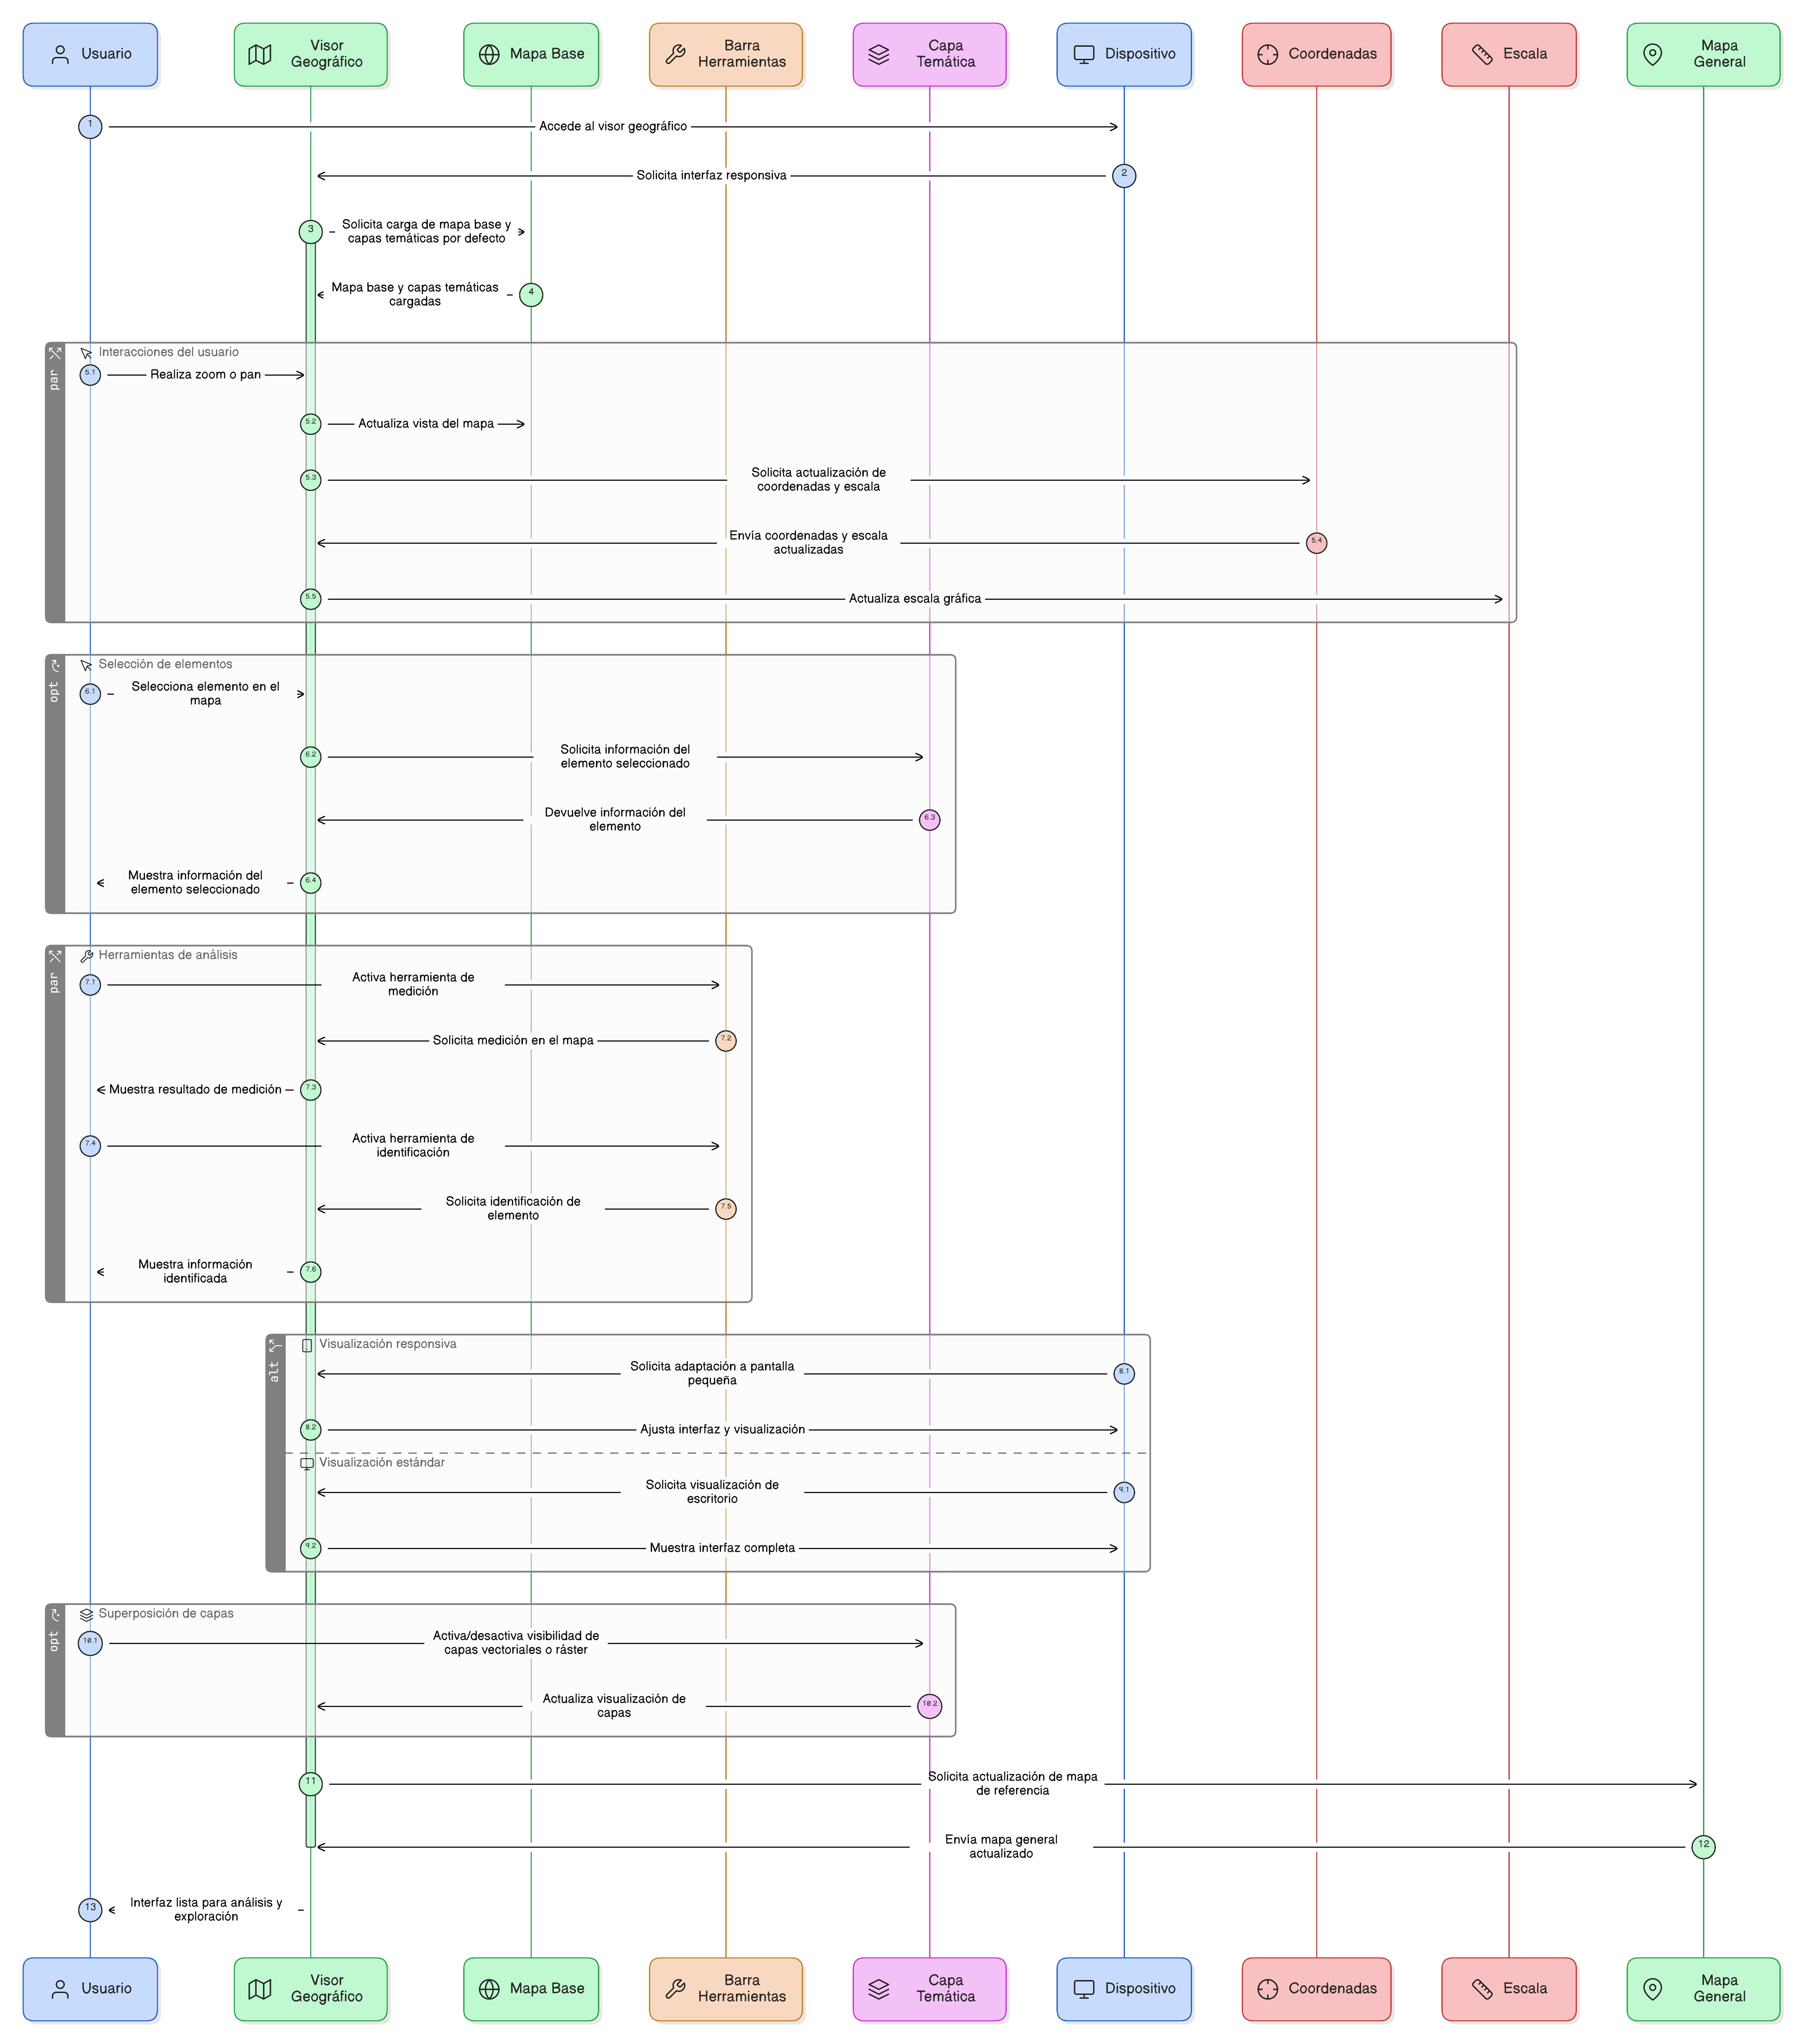 Usuario
Visor
Geográfico
Mapa Base
Barra
Herramientas
Capa
Temática
Dispositivo
Coordenadas
Escala
Mapa
General
1
Accede al visor geográfico
Solicita interfaz responsiva
2
3
Solicita carga de mapa base y
capas temáticas por defecto
Mapa base y capas temáticas
cargadas
4
par
Interacciones del usuario
5.1
Realiza zoom o pan
5.2
Actualiza vista del mapa
5.3
Solicita actualización de
coordenadas y escala
Envía coordenadas y escala
actualizadas
5.4
5.5
Actualiza escala gráfica
opt
Selección de elementos
6.1
Selecciona elemento en el
mapa
6.2
Solicita información del
elemento seleccionado
Devuelve información del
elemento
6.3
Muestra información del
elemento seleccionado
6.4
par
Herramientas de análisis
7.1
Activa herramienta de
medición
Solicita medición en el mapa
7.2
Muestra resultado de medición
7.3
7.4
Activa herramienta de
identificación
Solicita identificación de
elemento
7.5
Muestra información
identificada
7.6
alt
Visualización responsiva
Solicita adaptación a pantalla
pequeña
8.1
8.2
Ajusta interfaz y visualización
Visualización estándar
Solicita visualización de
escritorio
9.1
9.2
Muestra interfaz completa
opt
Superposición de capas
10.1
Activa/desactiva visibilidad de
capas vectoriales o ráster
Actualiza visualización de
capas
10.2
11
Solicita actualización de mapa
de referencia
Envía mapa general
actualizado
12
13
Interfaz lista para análisis y
exploración
Usuario
Visor
Geográfico
Mapa Base
Barra
Herramientas
Capa
Temática
Dispositivo
Coordenadas
Escala
Mapa
General